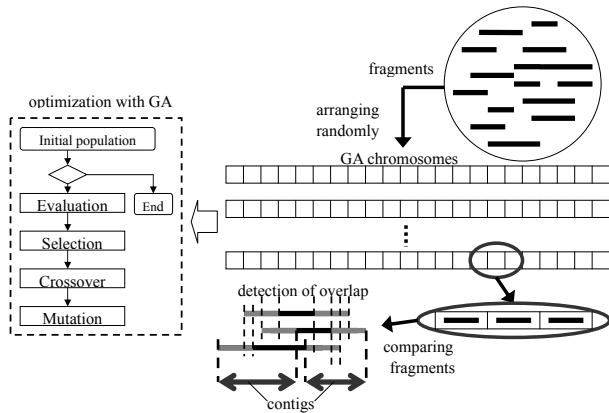 optimization with GA
Initial population
End
Evaluation
Selection
Crossover
Mutation
fragments
arranging
randomly
GA chromosomes
detection of overlap
comparing
fragments
contigs